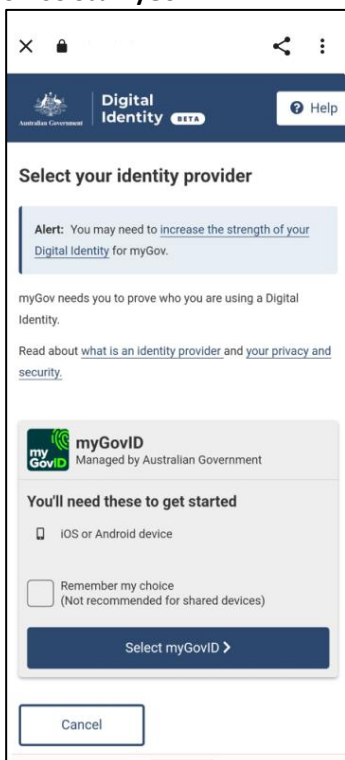 Australian Government
Digital
Identity BETA
Help
Select your identity provider
Alert: You may need to increase the strength of your
Digital Identity for myGov.
myGov needs you to prove who you are using a Digital
Identity.
Read about what is an identity provider and your privacy and
security.
my
GovID
myGovID
Managed by Australian Government
You'll need these to get started
iOS or Android device
Remember my choice
(Not recommended for shared devices)
Select myGovID
Cancel